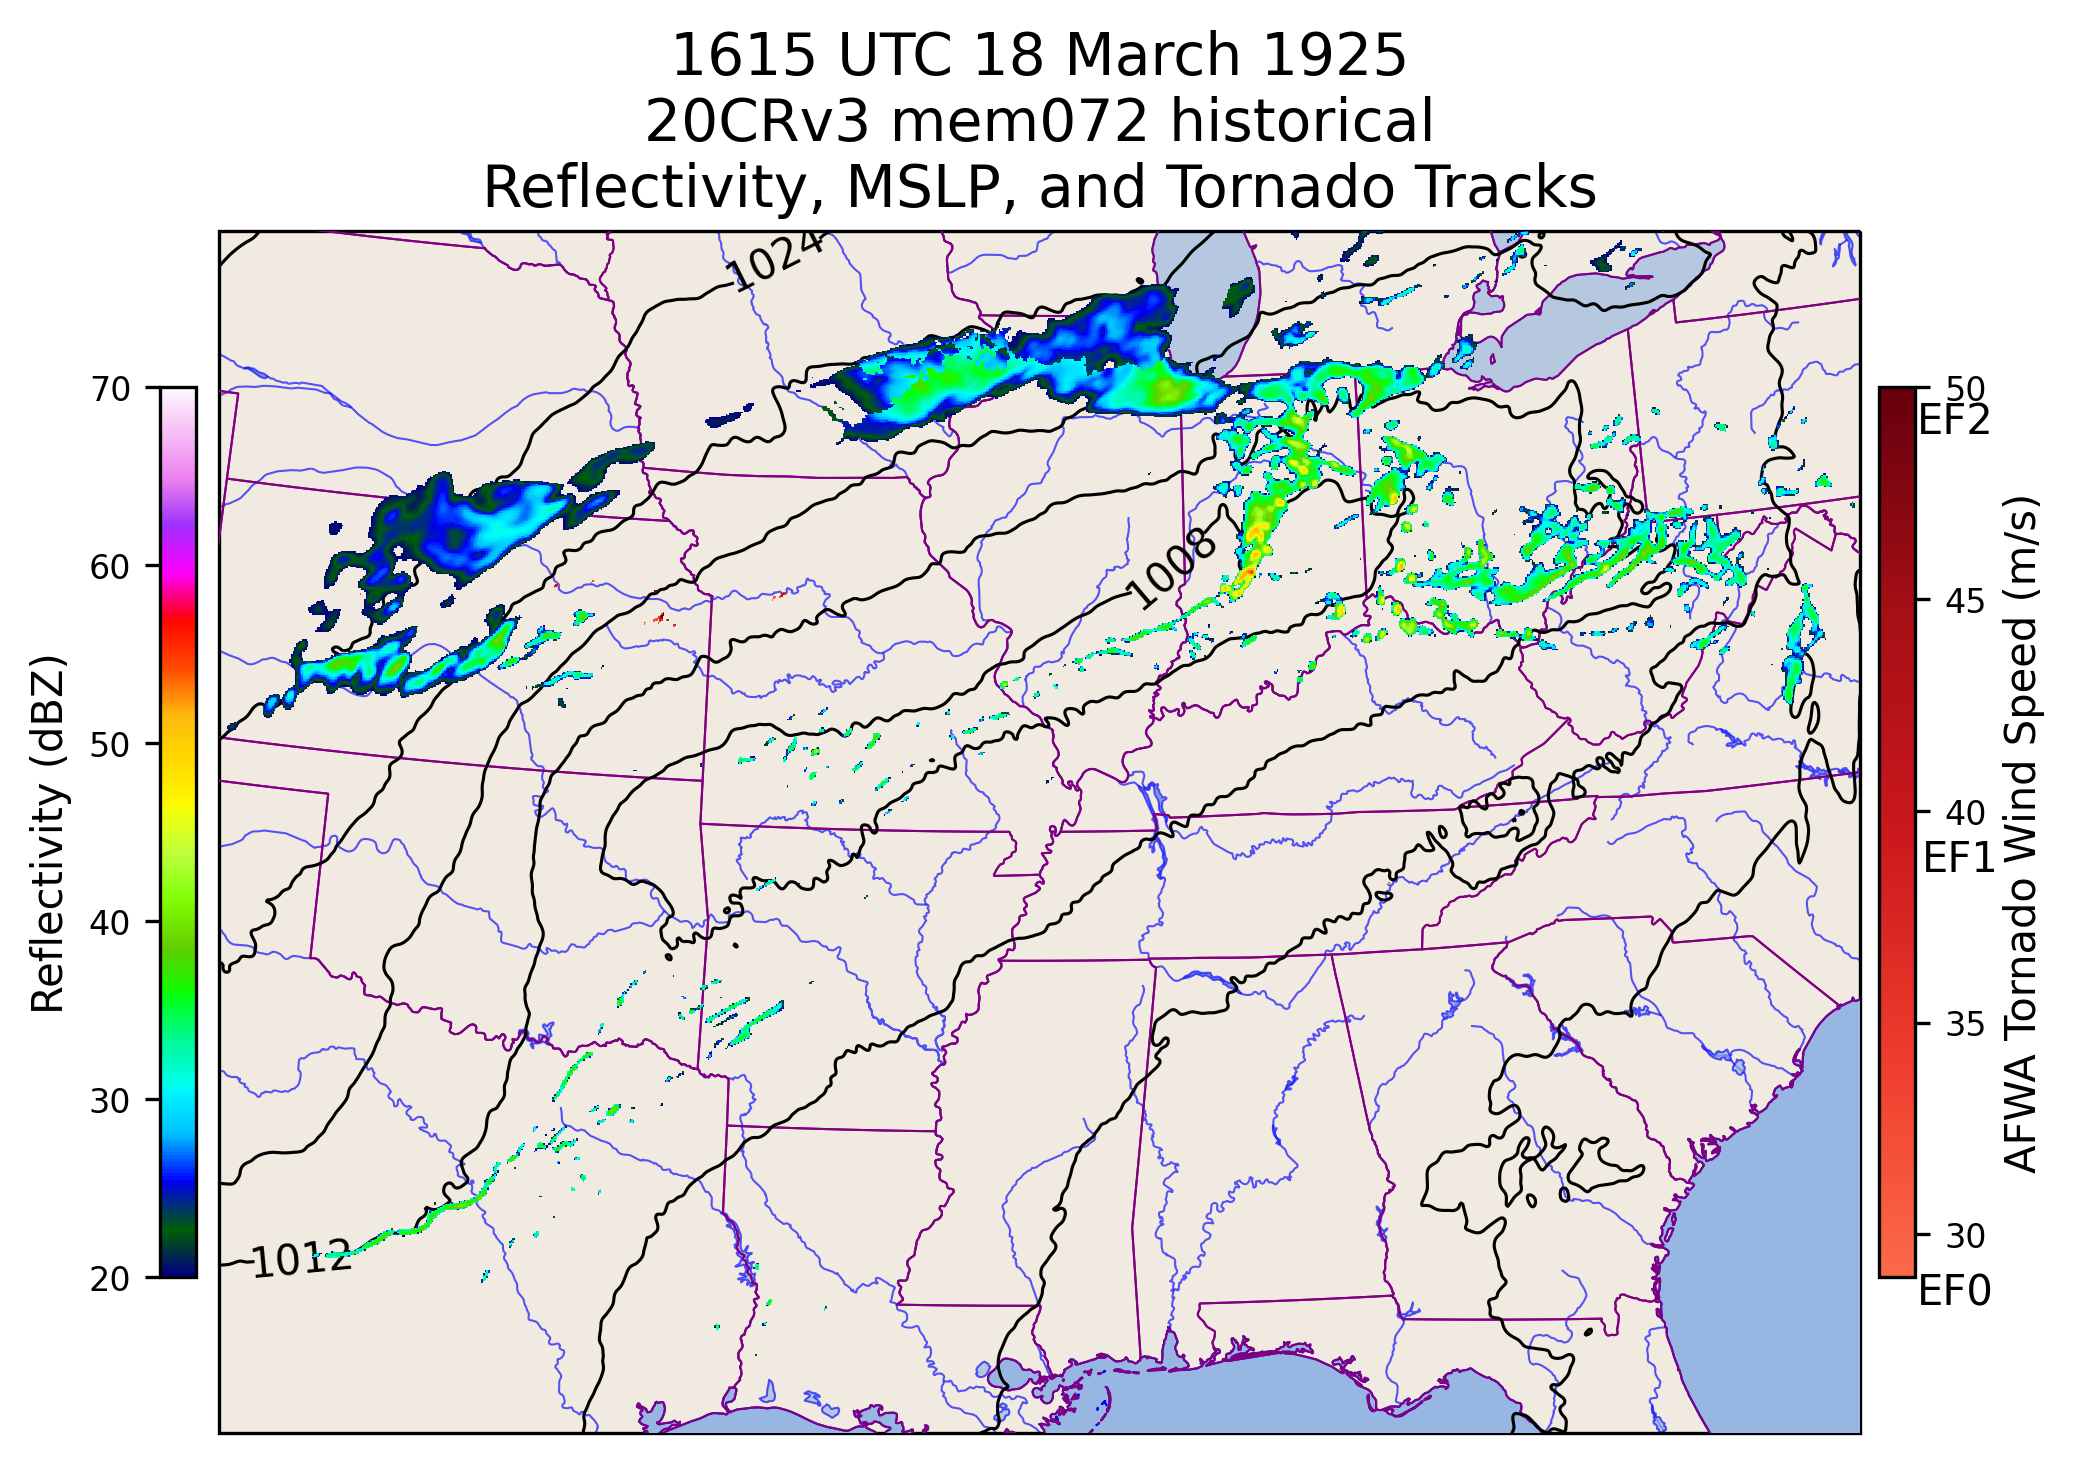 1615 UTC 18 March 1925
20CRv3 mem072 historical
Reflectivity, MSLP, and Tornado Tracks
1024
1008
1012
70
60
50
40
30
20
Reflectivity (dBZ)
50
EF2
45
40
EF1
35
30
EF0
AFWA Tornado Wind Speed (m/s)